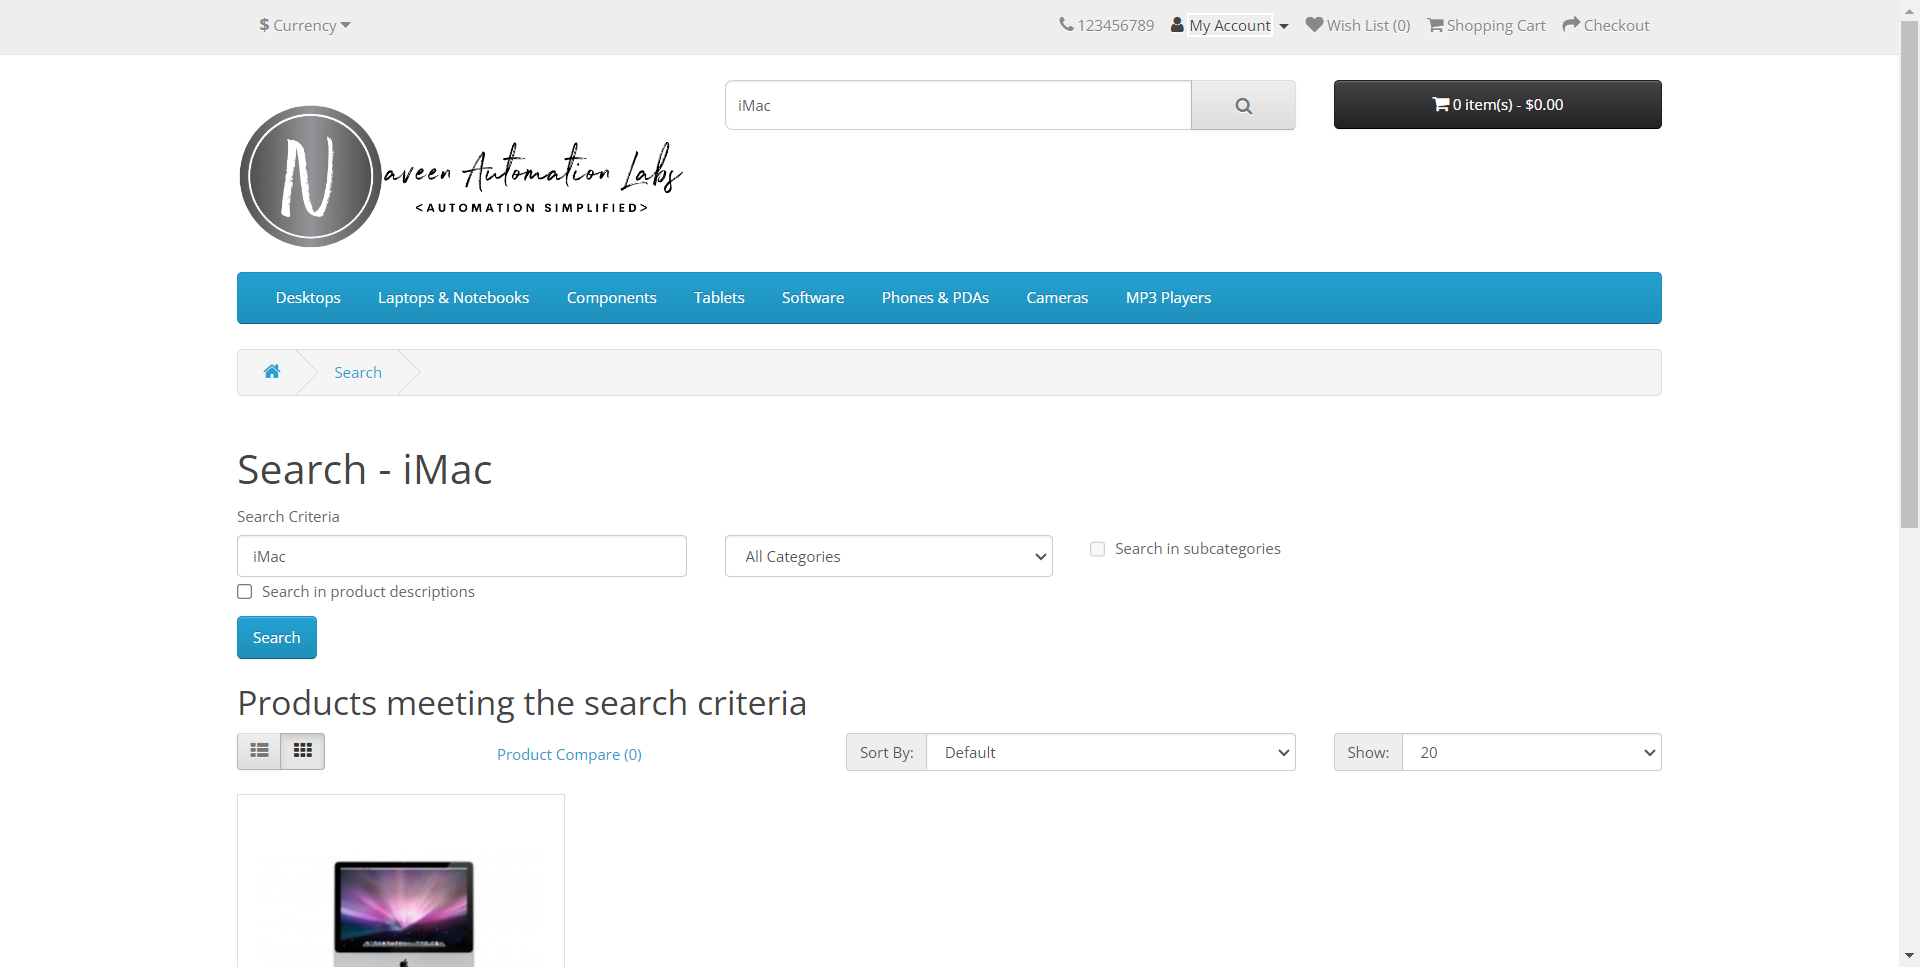 $ Currency
123456789 My Account Wish List (0) Shopping Cart Checkout
iMac
0 item(s) - $0.00
N
aveen Automation Labs
<AUTOMATION SIMPLIFIED>
Desktops Laptops & Notebooks Components Tablets Software Phones & PDAs Cameras MP3 Players
Search
Search - iMac
Search Criteria
iMac
All Categories
Search in subcategories
Search in product descriptions
Search
Products meeting the search criteria
Product Compare (0)
Sort By: Default
Show: 20